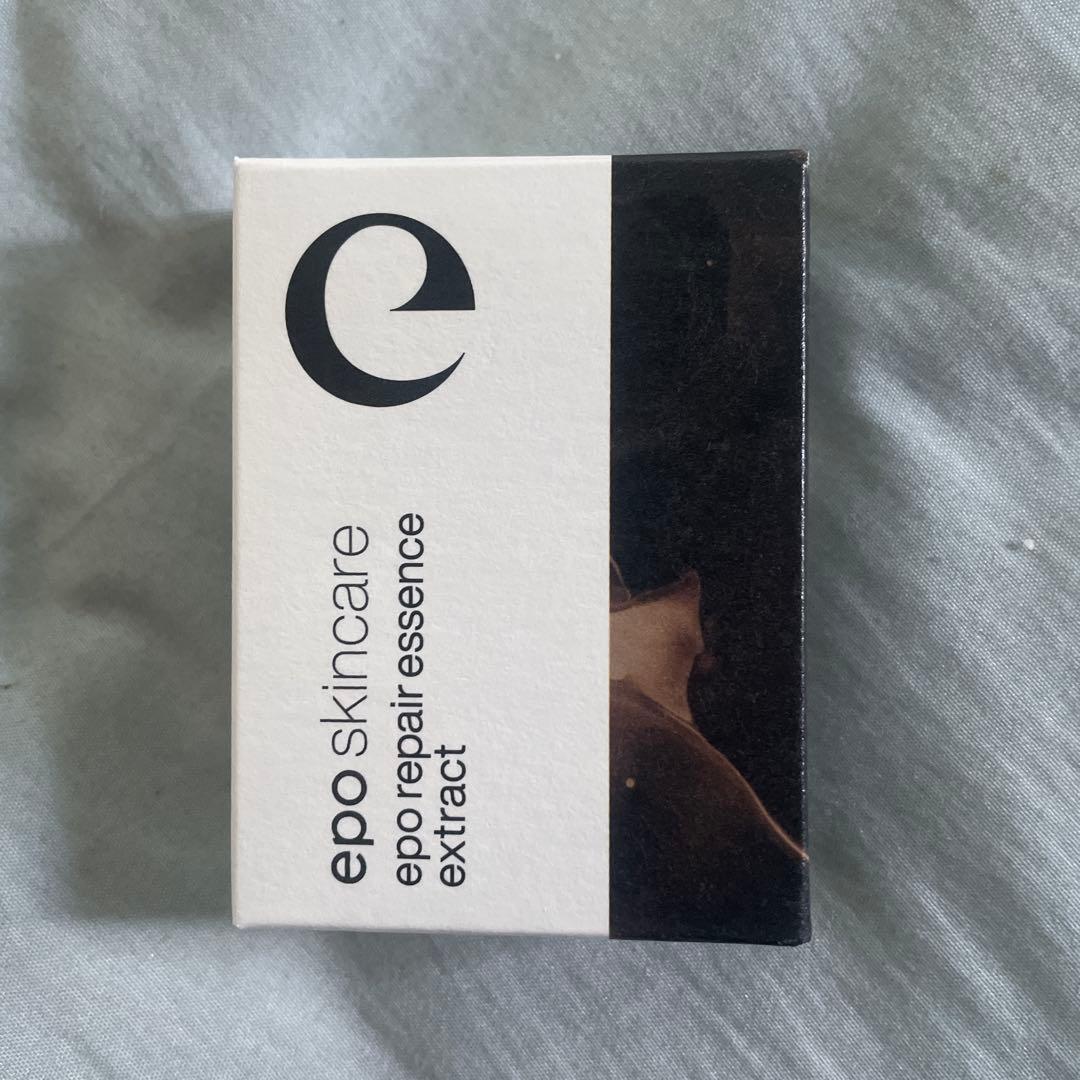 e
epo skincare
epo repair essence
extract